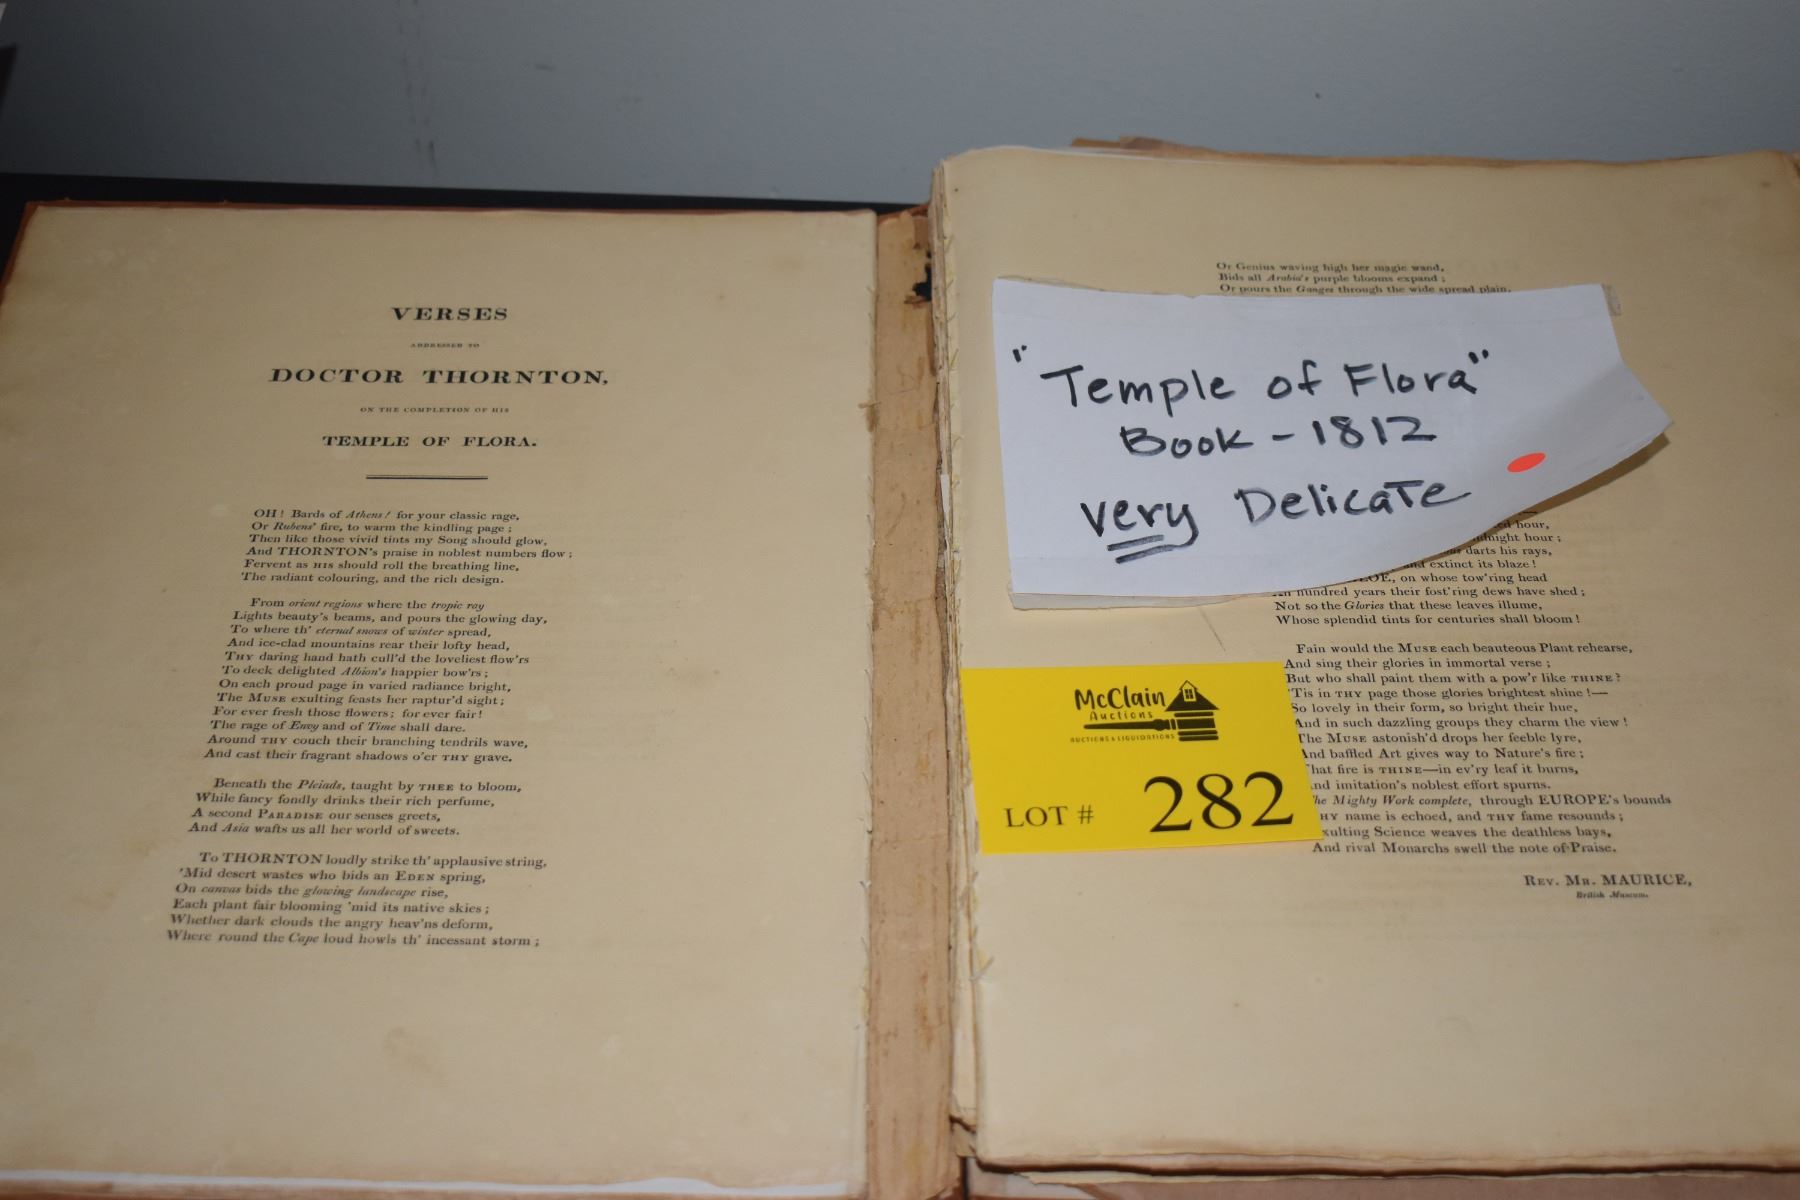 VERSES
ADDRESSED TO
DOCTOR THORNTON,
ON THE COMPLETION OF HIS
TEMPLE OF FLORA.
OH! Bards of Athens! for your classic rage,
Or Rubens' fire, to warm the kindling page;
Then like those vivid tints my Song should glow,
And THORNTON's praise in noblest numbers flow;
Fervent as HIS should roll the breathing line,
The radiant colouring, and the rich design.
From orient regions where the tropic ray
Lights beauty's beams, and pours the glowing day,
To where th' eternal snows of winter spread,
And ice-clad mountains rear their lofty head,
THY daring hand hath cull'd the loveliest flow'rs
To deck delighted Albion's happier bow'rs;
On each proud page in varied radiance bright,
The MUSE exulting feasts her raptur'd sight;
For ever fresh those flowers; for ever fair!
The rage of Envy and of Time shall dare.
Around THY couch their branching tendrils wave,
And cast their fragrant shadows o'er THY grave.
Beneath the Pleiads, taught by THEE to bloom,
While fancy fondly drinks their rich perfume,
A second PARADISE our senses greets,
And Asia wafts us all her world of sweets.
To THORNTON loudly strike th' applausive string,
'Mid desert wastes who bids an EDEN spring,
On canvas bids the glowing landscape rise,
Each plant fair blooming 'mid its native skies;
Whether dark clouds the angry heav'ns deform,
Where round the Cape loud howls th' incessant storm;
Or Genius waving high her magic wand,
Bids all Arabia's purple blooms expand;
Or pours the Ganges through the wide spread plain,
"Temple of Flora"
Book - 1812
very Delicate
hour,
hour;
darts his rays,
and extinct its blaze!
on whose tow'ring head
hundred years their fost'ring dews have shed;
Not so the Glories that these leaves illume,
Whose splendid tints for centuries shall bloom!
Fain would the MUSE each beauteous Plant rehearse,
And sing their glories in immortal verse;
But who shall paint them with a pow'r like THINE?
'Tis in THY page those glories brightest shine!—
So lovely in their form, so bright their hue,
And in such dazzling groups they charm the view!
The MUSE astonish'd drops her feeble lyre,
And baffled Art gives way to Nature's fire;
That fire is THINE—in ev'ry leaf it burns,
And imitation's noblest effort spurns.
The Mighty Work complete, through EUROPE's bounds
THY name is echoed, and THY fame resounds;
Exulting Science weaves the deathless bays,
And rival Monarchs swell the note of Praise.
REV. MR. MAURICE,
British Museum.
McClain
Auctions
AUCTIONS & LIQUIDATIONS
LOT # 282